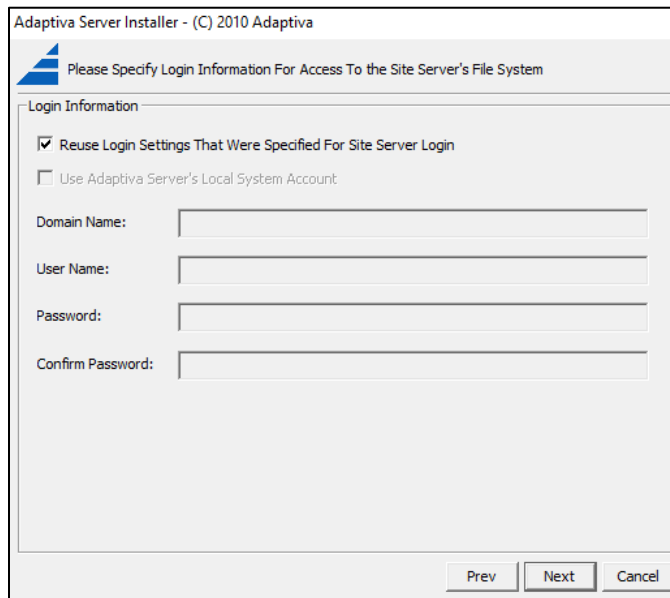 Adaptiva Server Installer - (C) 2010 Adaptiva
Please Specify Login Information For Access To the Site Server's File System
Login Information
Reuse Login Settings That Were Specified For Site Server Login
Use Adaptiva Server's Local System Account
Domain Name:
User Name:
Password:
Confirm Password:
Prev Next Cancel